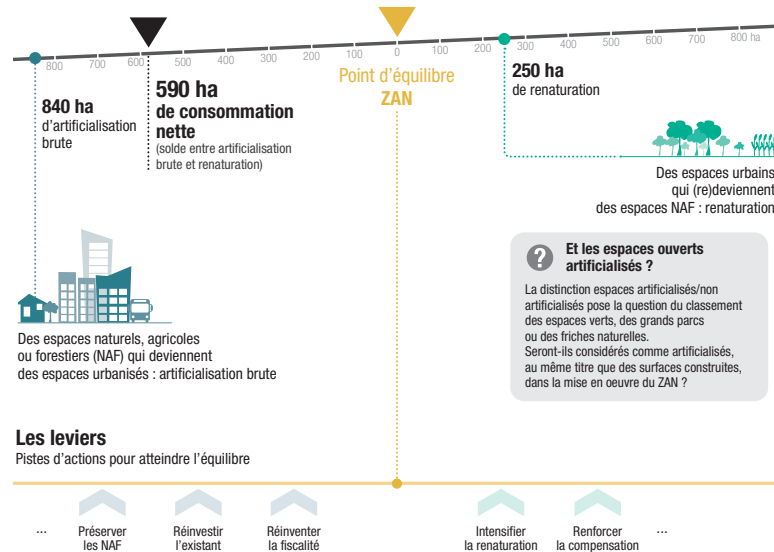 800 700 600 500 400 300 200 100 0 100 200 300 400 500 600 700 800 ha
840 ha
d'artificialisation
brute
590 ha
de consommation
nette
(solde entre artificialisation
brute et renaturation)
Point d'équilibre
ZAN
250 ha
de renaturation
Des espaces urbains
qui (re)deviennent
des espaces NAF : renaturation
Des espaces naturels, agricoles
ou forestiers (NAF) qui deviennent
des espaces urbanisés : artificialisation brute
?
Et les espaces ouverts
artificialisés ?
La distinction espaces artificialisés/non
artificialisés pose la question du classement
des espaces verts, des grands parcs
ou des friches naturelles.
Seront-ils considérés comme artificialisés,
au même titre que des surfaces construites,
dans la mise en oeuvre du ZAN ?
Les leviers
Pistes d'actions pour atteindre l'équilibre
...
Préserver
les NAF
Réinvestir
l'existant
Réinventer
la fiscalité
Intensifier
la renaturation
Renforcer
la compensation
...